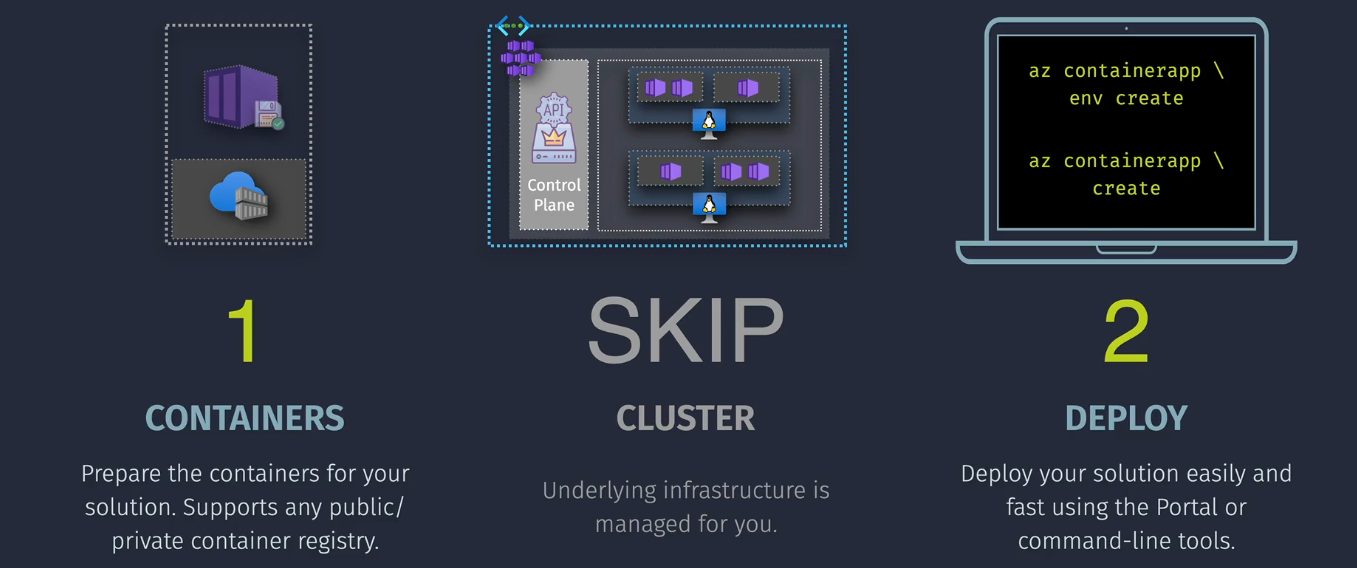 API
Control
Plane
az containerapp \
env create
az containerapp \
create
1
SKIP
2
CONTAINERS
CLUSTER
DEPLOY
Prepare the containers for your
solution. Supports any public/
private container registry.
Underlying infrastructure is
managed for you.
Deploy your solution easily and
fast using the Portal or
command-line tools.